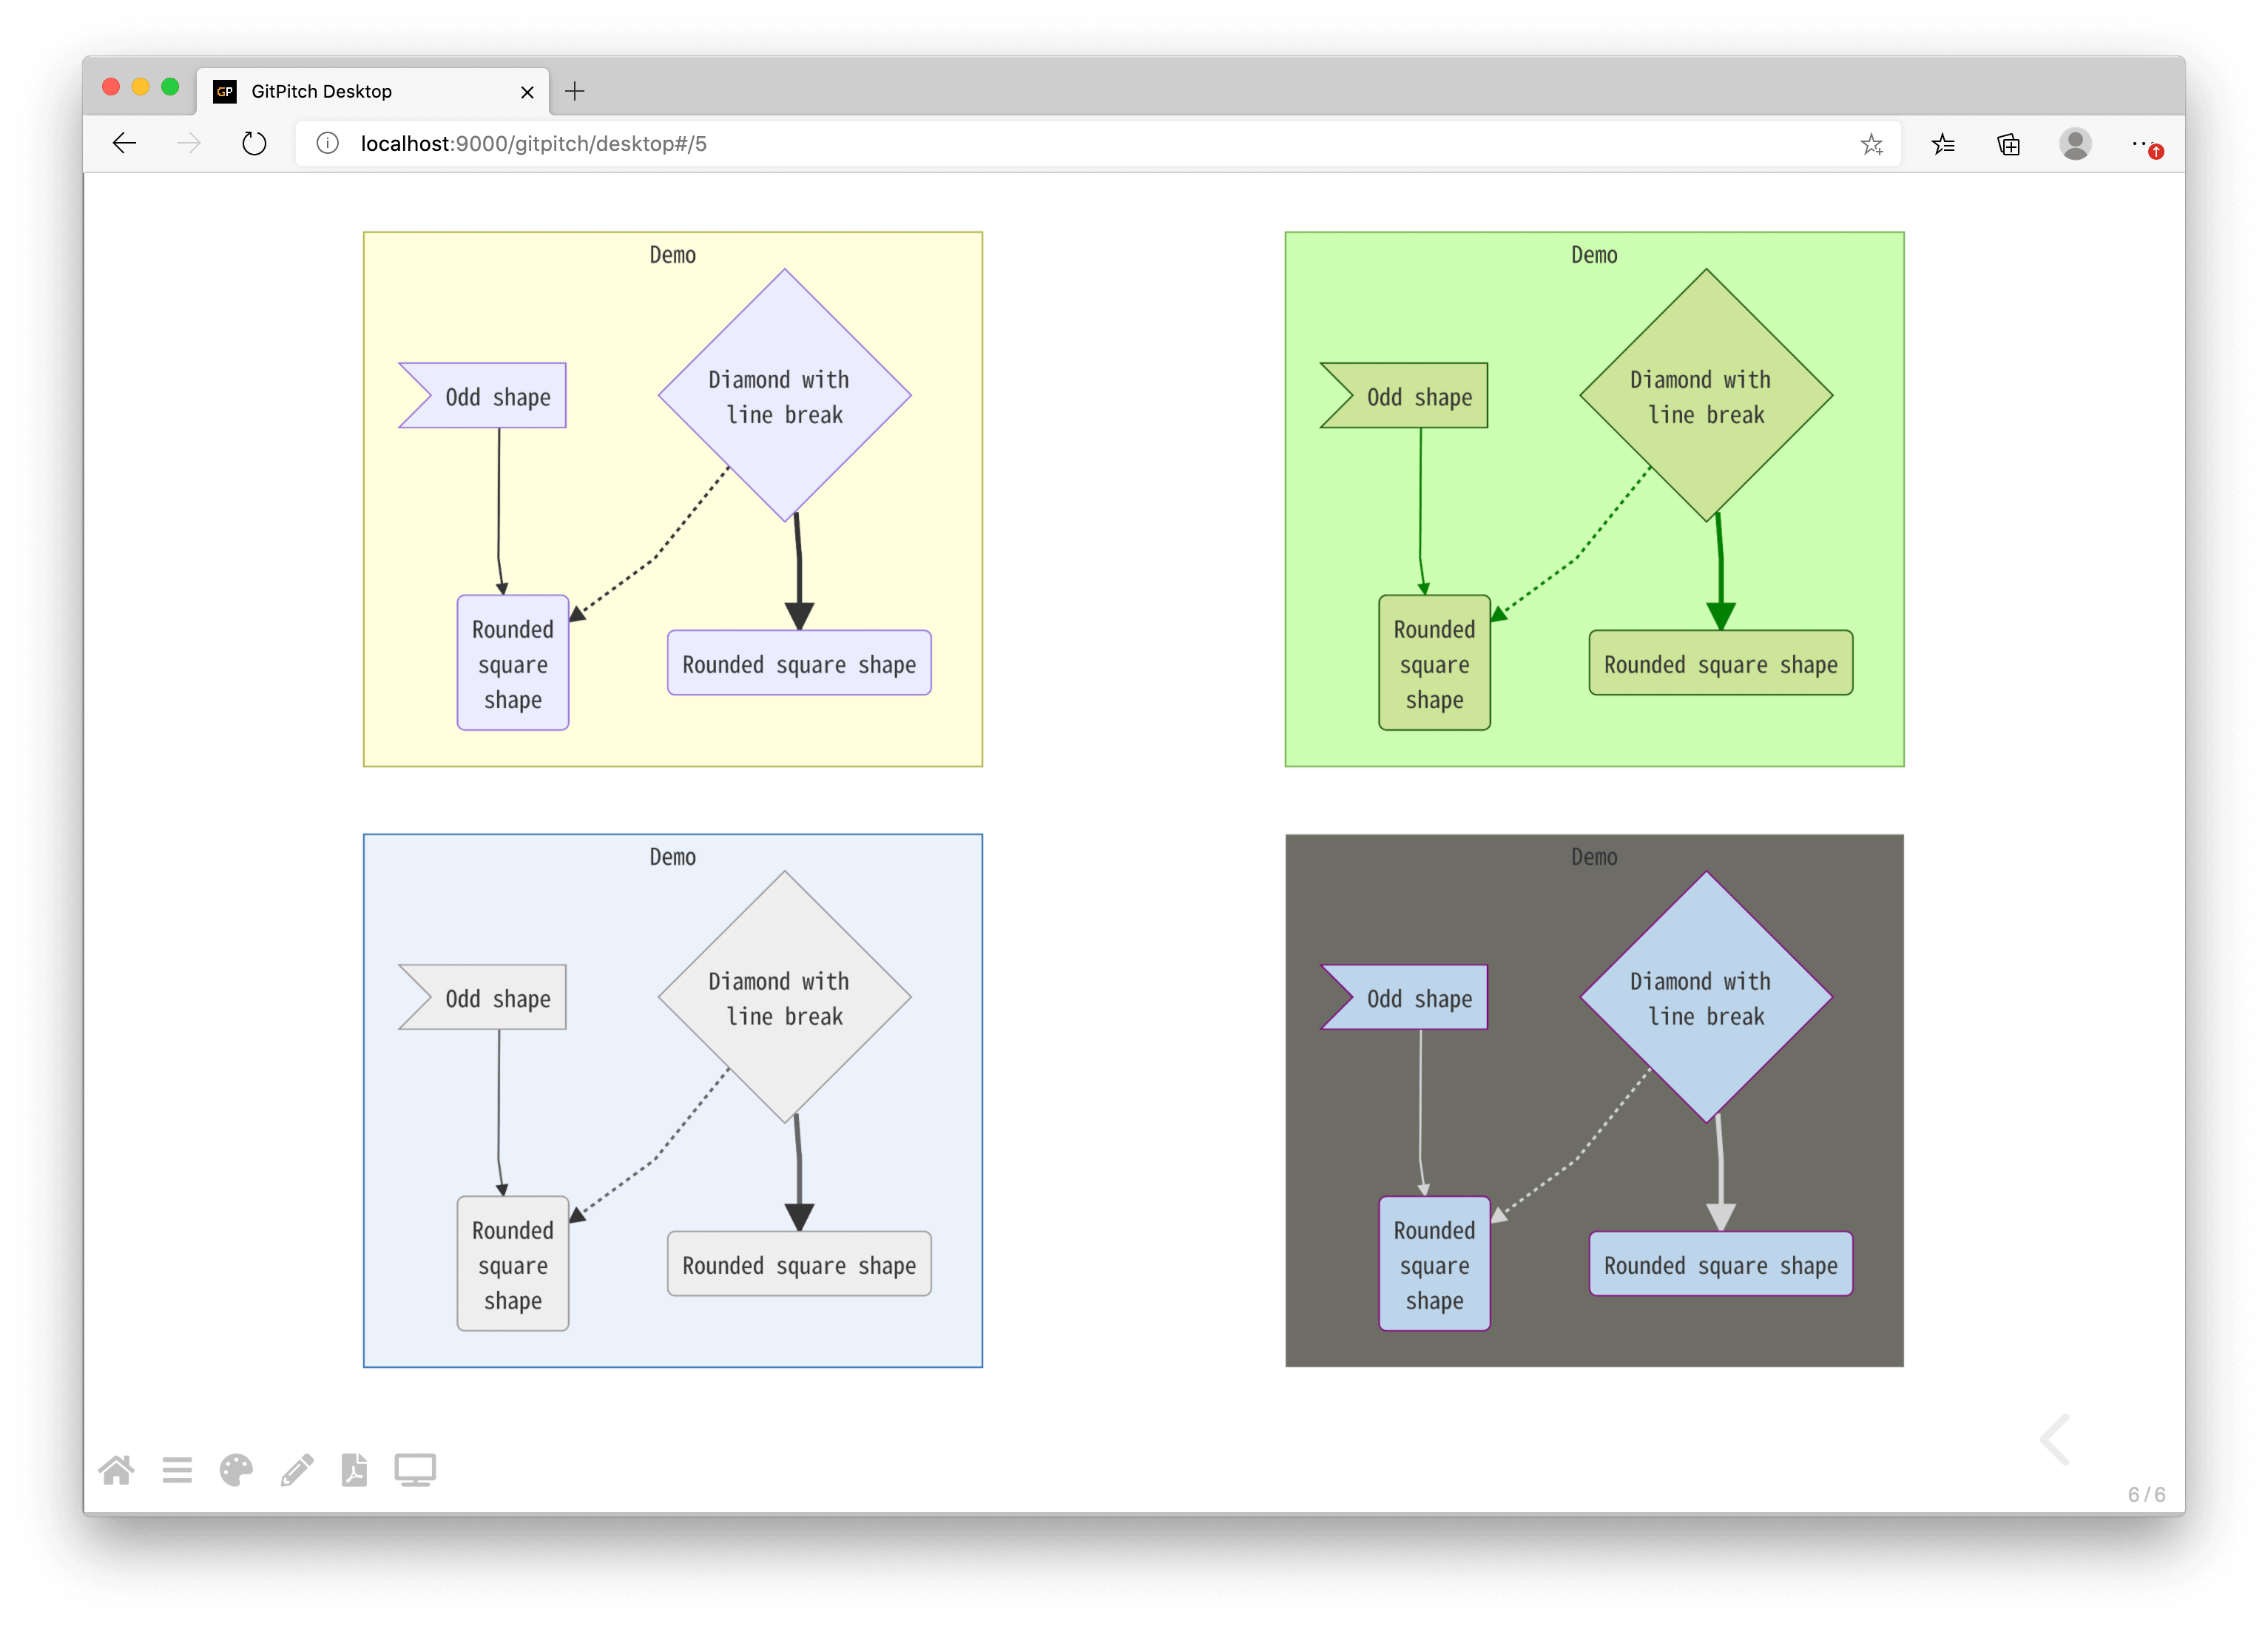 GP GitPitch Desktop
localhost:9000/gitpitch/desktop#/5
Demo
Odd shape
Diamond with
line break
Rounded
square
shape
Rounded square shape
Demo
Odd shape
Diamond with
line break
Rounded
square
shape
Rounded square shape
Demo
Odd shape
Diamond with
line break
Rounded
square
shape
Rounded square shape
Demo
Odd shape
Diamond with
line break
Rounded
square
shape
Rounded square shape
6 / 6